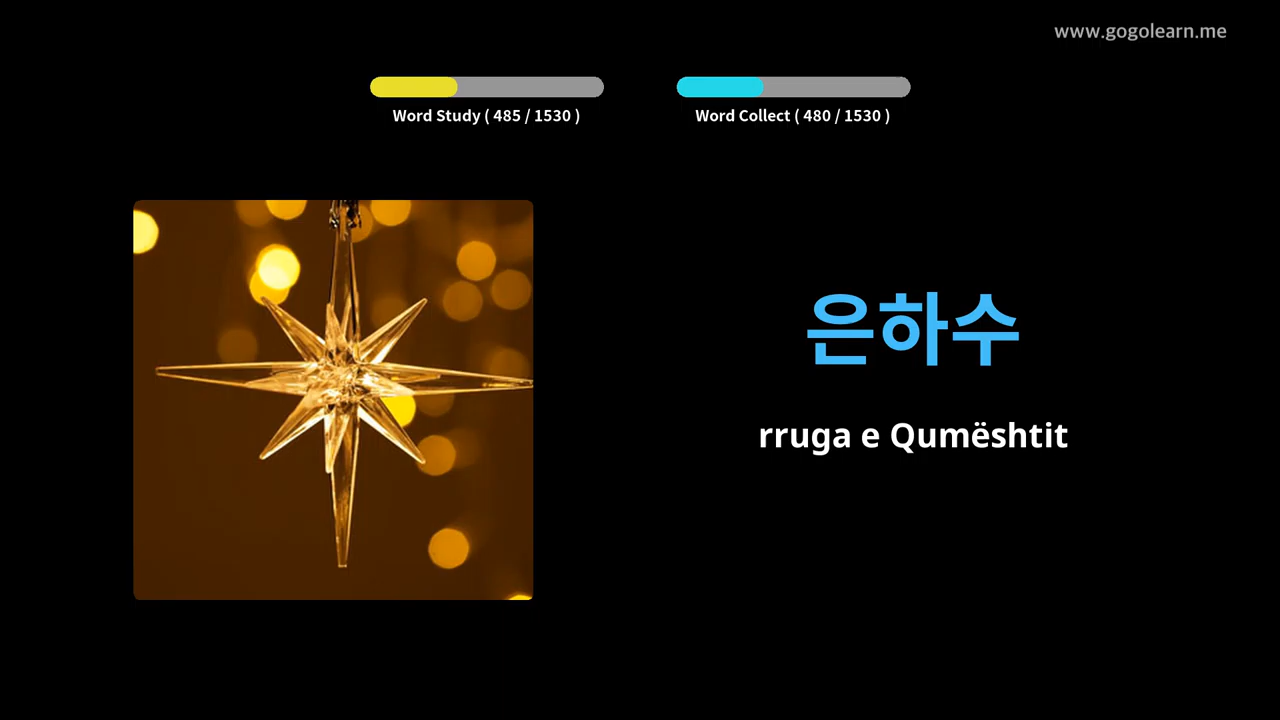 www.gogolearn.me
Word Study ( 485 / 1530 )
Word Collect ( 480 / 1530 )
은하수
rruga e Qumështit